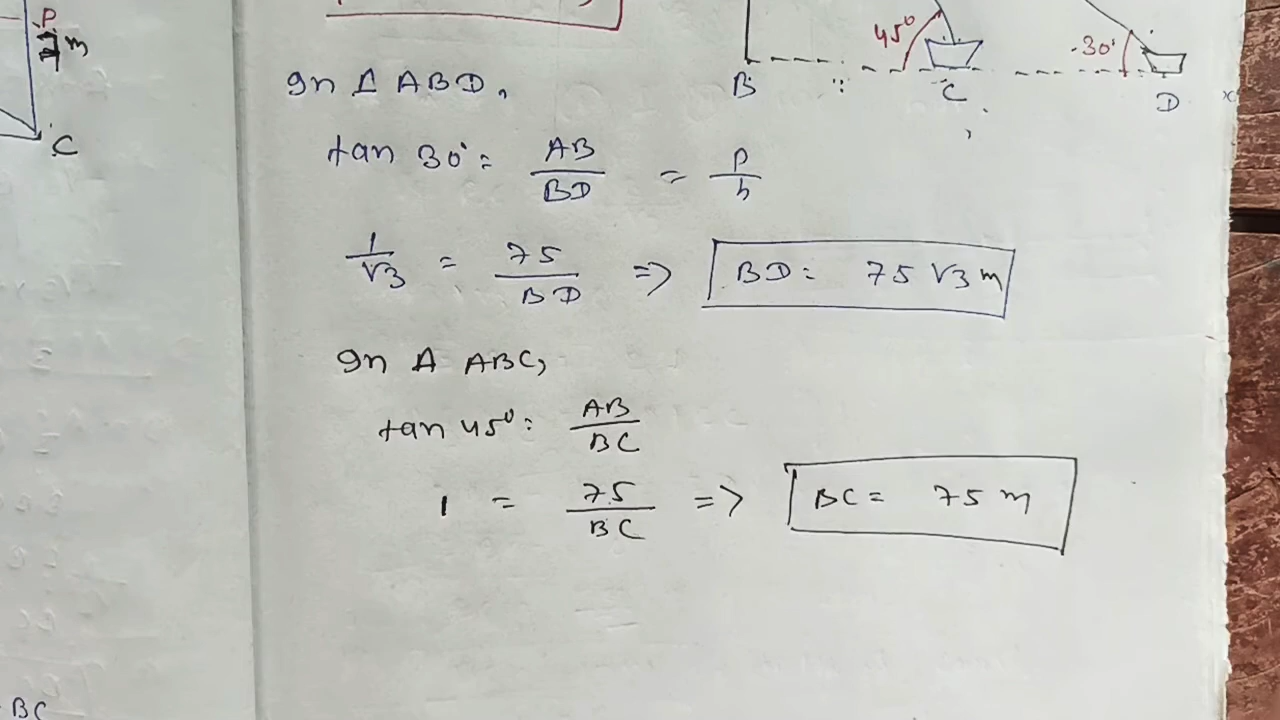 P
m
C
45° 30°
B C D
In Δ ABD,
tan 30° = AB/BD = P/b
1/√3 = 75/BD => BD = 75√3 m
In Δ ABC,
tan 45° = AB/BC
1 = 75/BC => BC = 75 m
BC